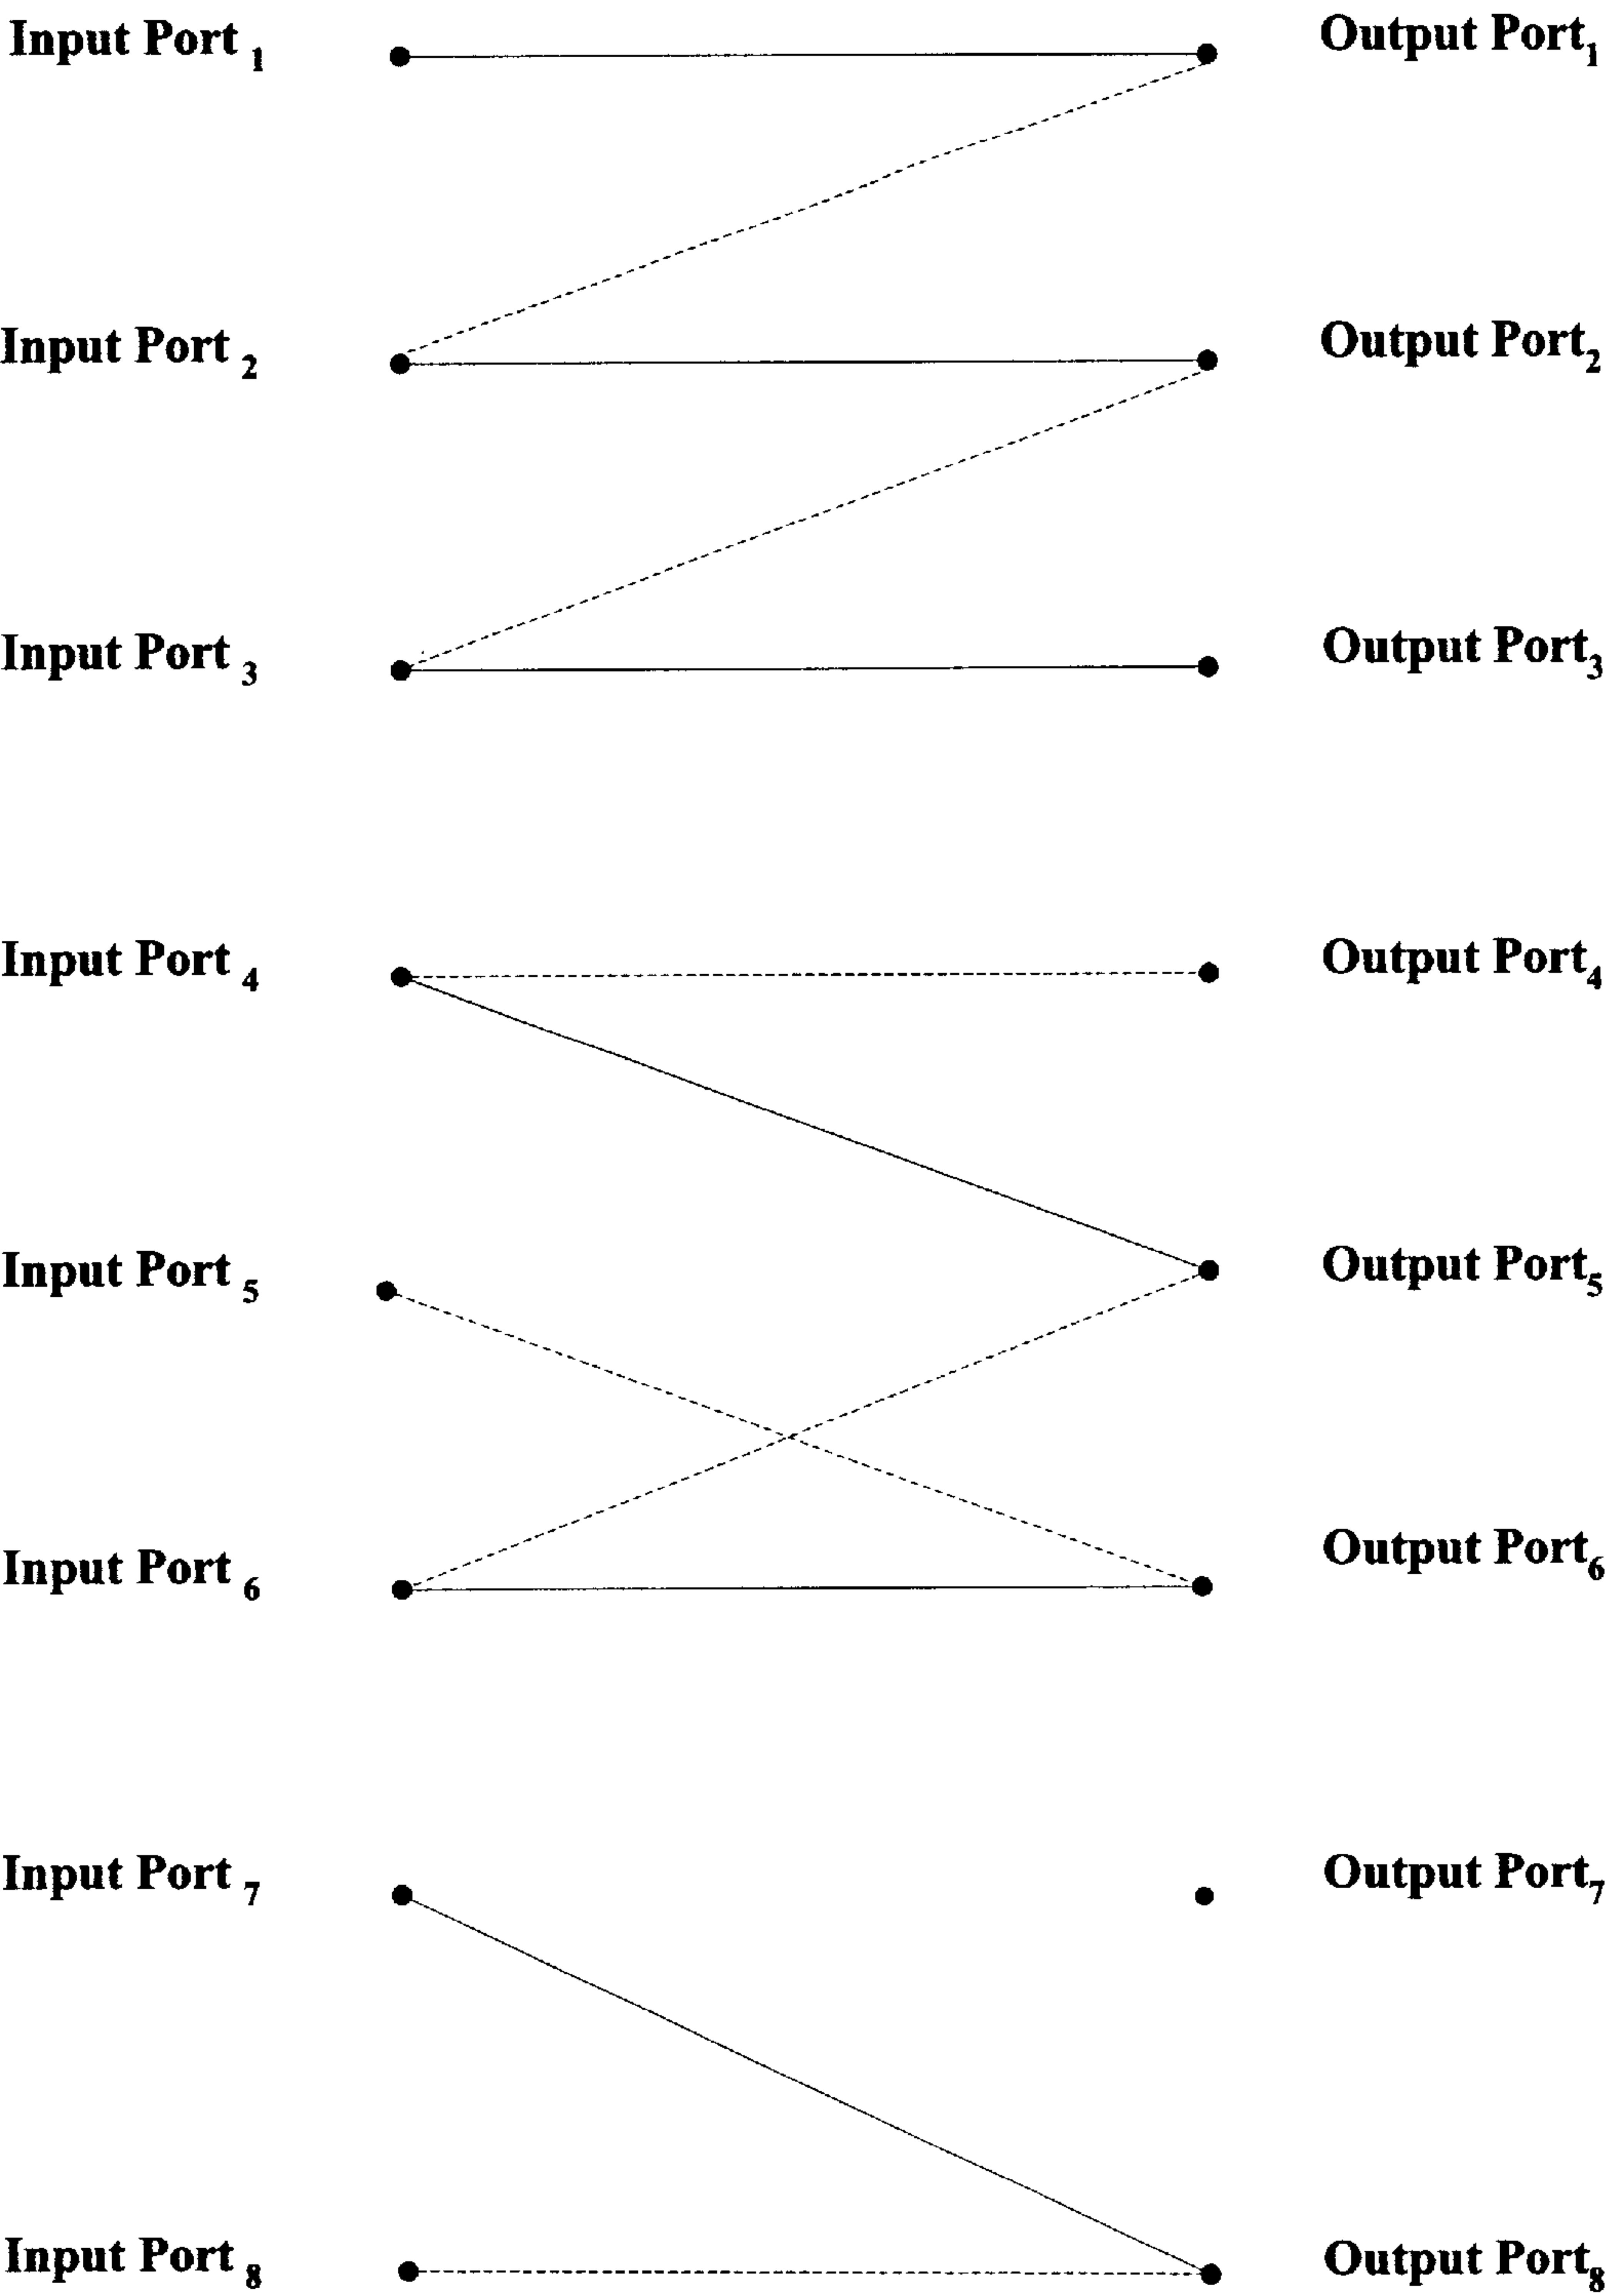 Input Port 1 Output Port1
Input Port 2 Output Port2
Input Port 3 Output Port3
Input Port 4 Output Port4
Input Port 5 Output Port5
Input Port 6 Output Port6
Input Port 7 Output Port7
Input Port 8 Output Port8